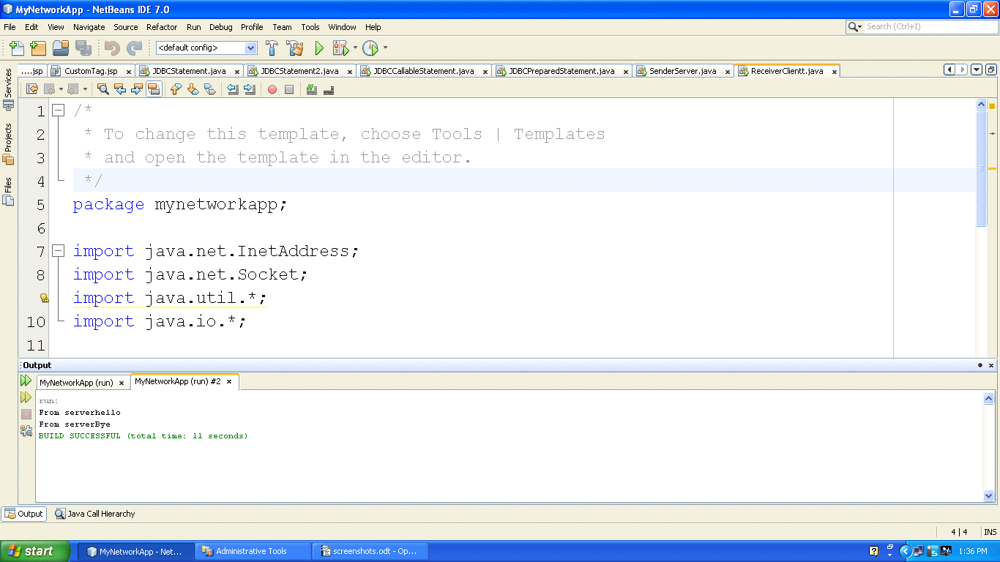 MyNetworkApp - NetBeans IDE 7.0
File Edit View Navigate Source Refactor Run Debug Profile Team Tools Window Help
Search (Ctrl+I)
<default config>
....jsp CustomTag.jsp JDBCStatement.java JDBCStatement2.java JDBCCallableStatement.java JDBCPreparedStatement.java SenderServer.java ReceiverClientt.java
Services
Projects
Files
1 /*
2 * To change this template, choose Tools | Templates
3 * and open the template in the editor.
4 */
5 package mynetworkapp;
6
7 import java.net.InetAddress;
8 import java.net.Socket;
import java.util.*;
10 import java.io.*;
11
Output
MyNetworkApp (run) MyNetworkApp (run) #2
run:
From serverhello
From serverBye
BUILD SUCCESSFUL (total time: 11 seconds)
Output Java Call Hierarchy
4 | 4 INS
start MyNetworkApp - Net... Administrative Tools screenshots.odt - Op... 1:36 PM